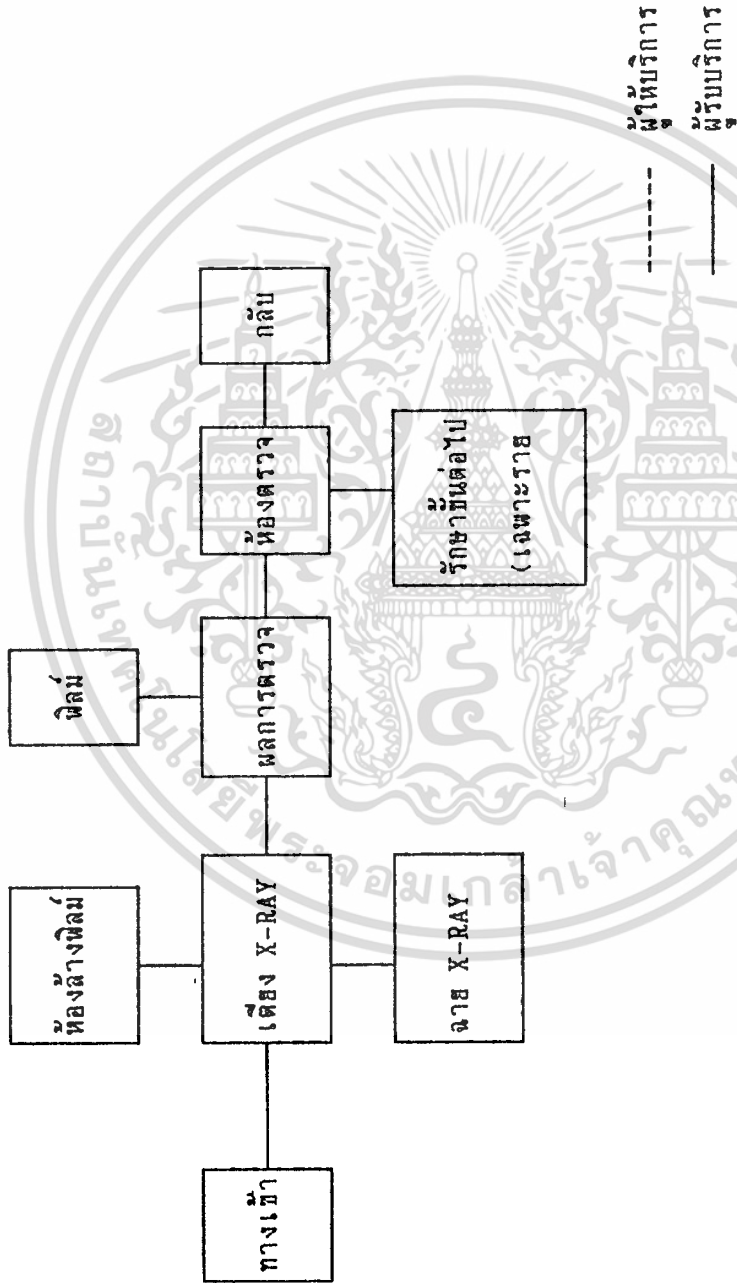 ห้องล้างฟิล์ม
ฟิล์ม
ทางเข้า
เตียง X-RAY
ผลการตรวจ
ห้องตรวจ
กลับ
ฉาย X-RAY
รักษาขั้นต่อไป
(เฉพาะราย
ผู้ให้บริการ
ผู้รับบริการ